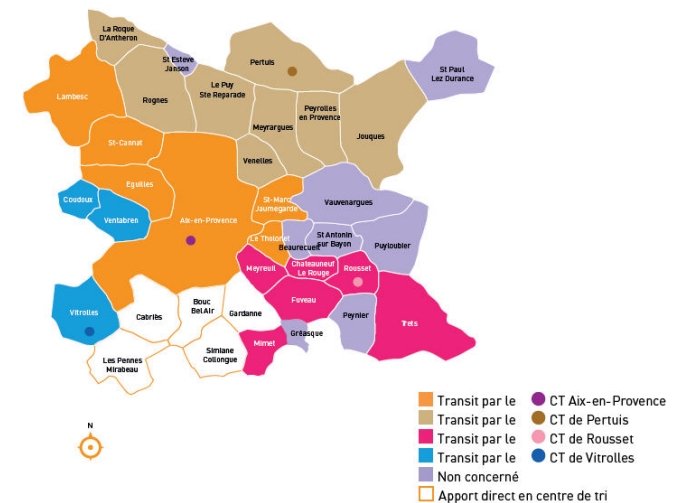 La Roque
D'Antheron
St Esteve
Janson
Pertuis
St Paul
Lez Durance
Lambesc
Rognes
Le Puy
Ste Reparade
Meyrargues
Peyrolles
en Provence
Jouques
St-Cannat
Venelles
Eguilles
Coudoux
Ventabren
Aix-en-Provence
St-Marc
Jaumegarde
Vauvenargues
Le Tholonet
Beaurecueil
St Antonin
sur Bayon
Puyloubier
Meyreuil
Chateauneuf
Le Rouge
Rousset
Vitrolles
Cabriès
Bouc
Bel Air
Gardanne
Fuveau
Peynier
Trets
Gréasque
Mimet
Simiane
Collongue
Les Pennes
Mirabeau
N
Transit par le CT Aix-en-Provence
Transit par le CT de Pertuis
Transit par le CT de Rousset
Transit par le CT de Vitrolles
Non concerné
Apport direct en centre de tri